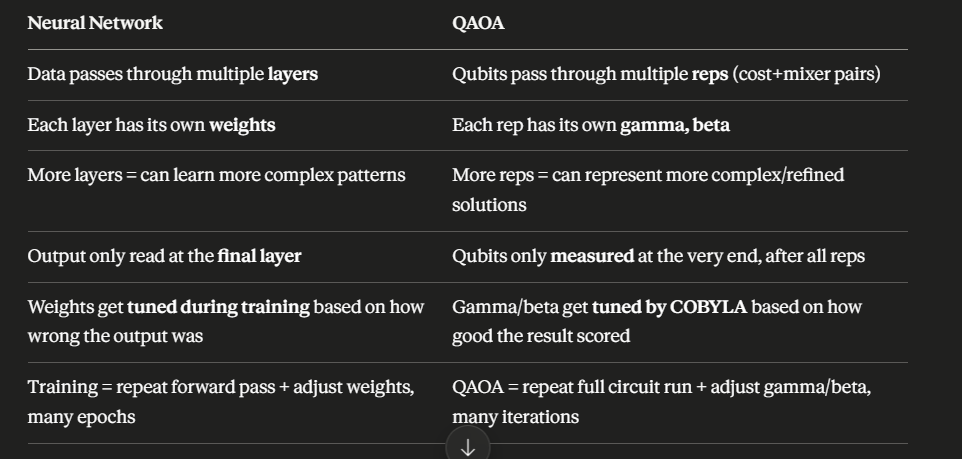 Neural Network
QAOA
Data passes through multiple layers
Qubits pass through multiple reps (cost+mixer pairs)
Each layer has its own weights
Each rep has its own gamma, beta
More layers = can learn more complex patterns
More reps = can represent more complex/refined
solutions
Output only read at the final layer
Qubits only measured at the very end, after all reps
Weights get tuned during training based on how
wrong the output was
Gamma/beta get tuned by COBYLA based on how
good the result scored
Training = repeat forward pass + adjust weights,
many epochs
QAOA = repeat full circuit run + adjust gamma/beta,
many iterations